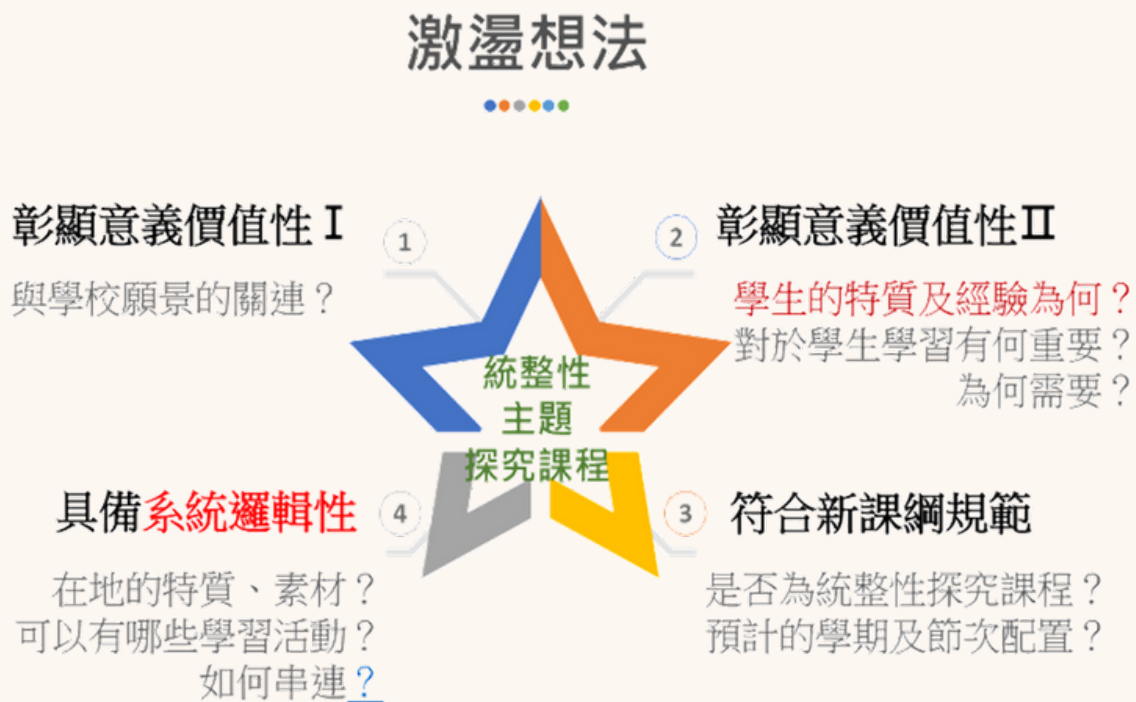 激盪想法
彰顯意義價值性Ⅰ
1
與學校願景的關連？
2
彰顯意義價值性Ⅱ
學生的特質及經驗為何？
對於學生學習有何重要？
為何需要？
統整性
主題
探究課程
具備系統邏輯性
4
在地的特質、素材？
可以有哪些學習活動？
如何串連？
3
符合新課綱規範
是否為統整性探究課程？
預計的學期及節次配置？